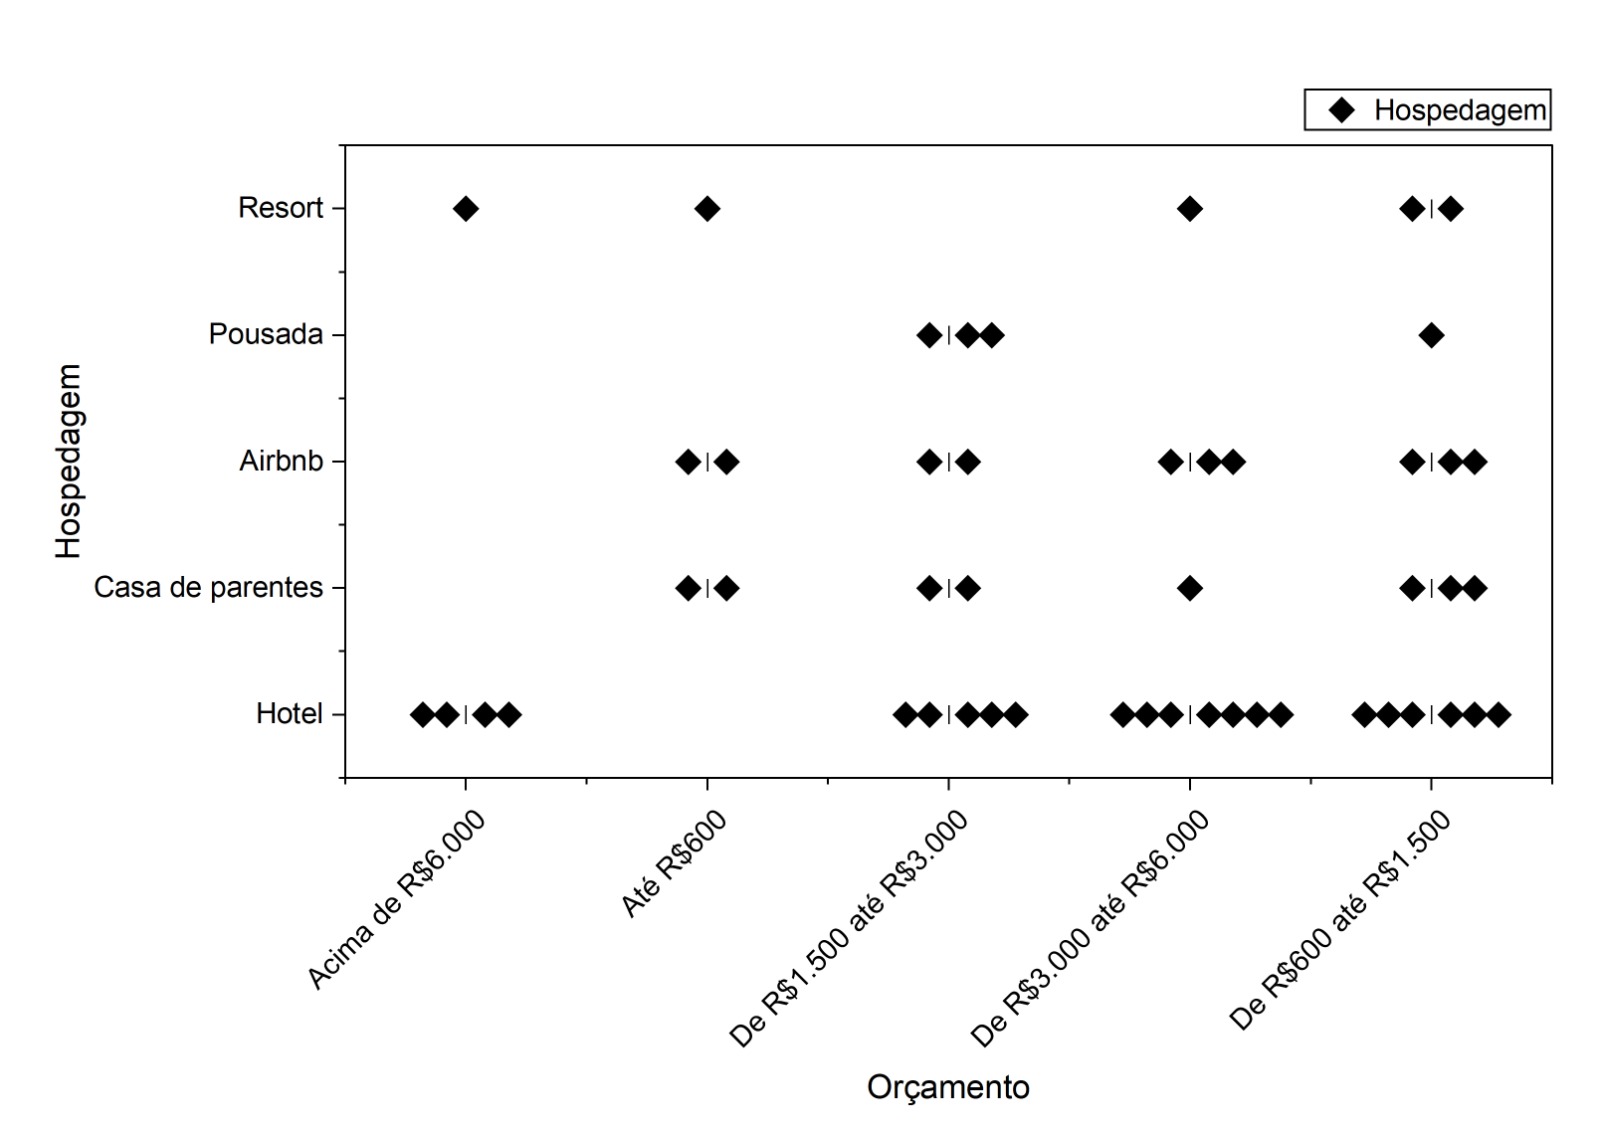 Hospedagem
Resort
Pousada
Airbnb
Casa de parentes
Hotel
Hospedagem
Acima de R$6.000
Até R$600
De R$1.500 até R$3.000
De R$3.000 até R$6.000
De R$600 até R$1.500
Orçamento